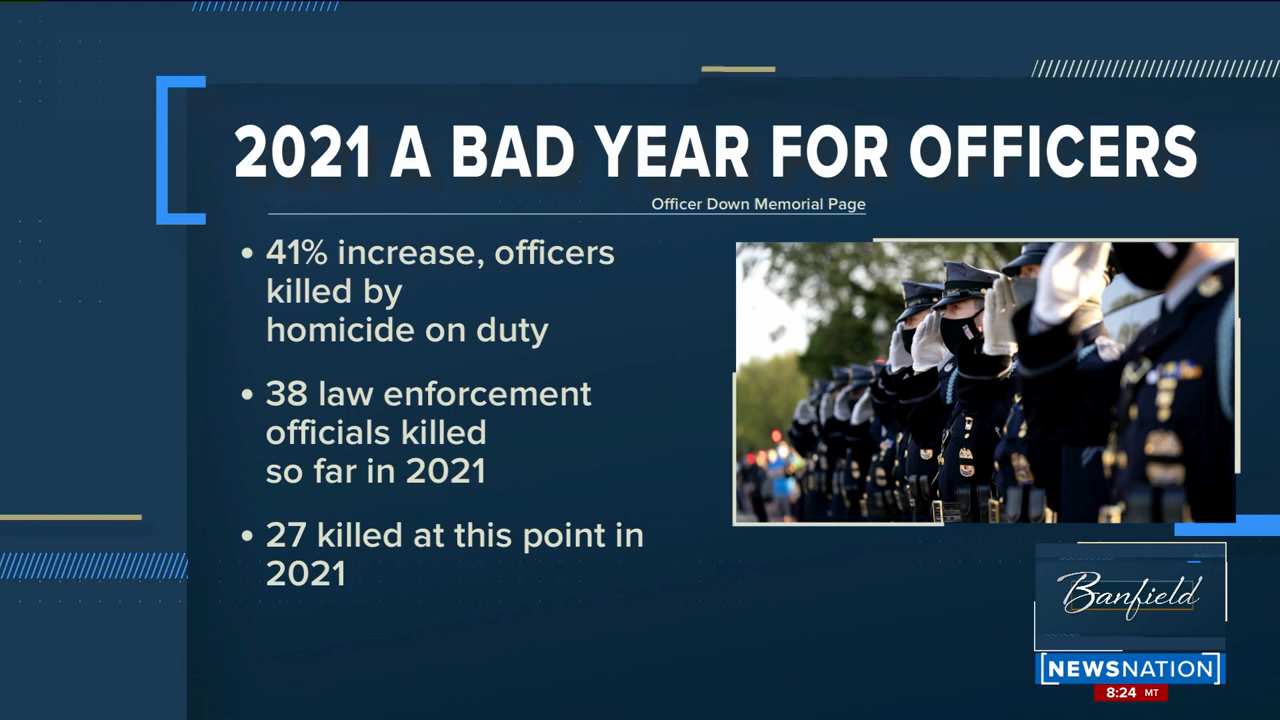 2021 A BAD YEAR FOR OFFICERS
Officer Down Memorial Page
• 41% increase, officers
killed by
homicide on duty
• 38 law enforcement
officials killed
so far in 2021
• 27 killed at this point in
2021
Banfield
NEWSNATION
8:24 MT